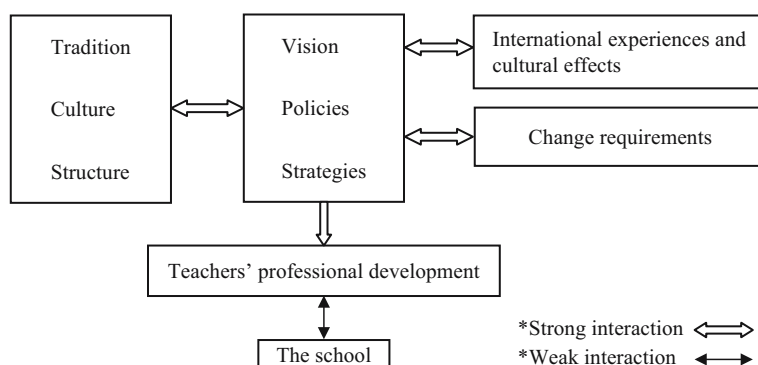 Tradition
Culture
Structure
Vision
Policies
Strategies
International experiences and
cultural effects
Change requirements
Teachers’ professional development
The school
*Strong interaction
*Weak interaction